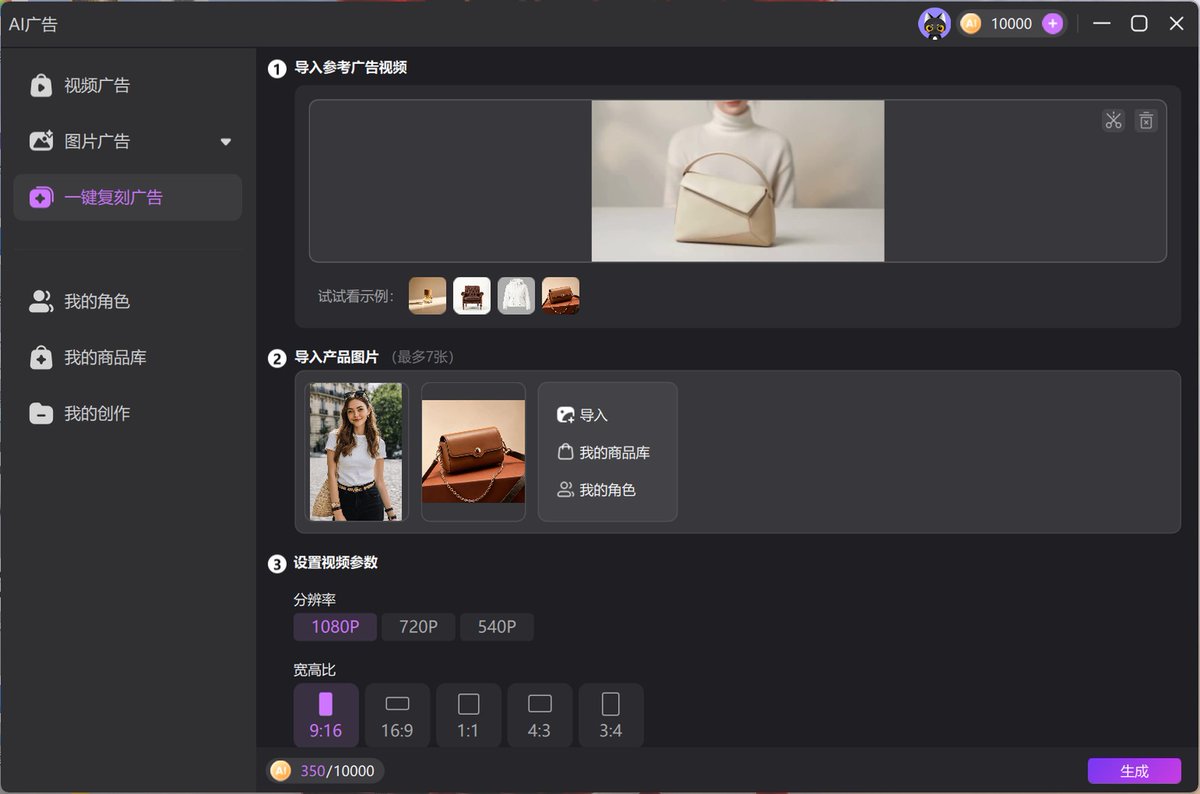 AI广告
AI 10000
视频广告
图片广告
一键复刻广告
我的角色
我的商品库
我的创作
1 导入参考广告视频
试试看示例:
2 导入产品图片 (最多7张)
导入
我的商品库
我的角色
3 设置视频参数
分辨率
1080P 720P 540P
宽高比
9:16 16:9 1:1 4:3 3:4
AI 350/10000
生成